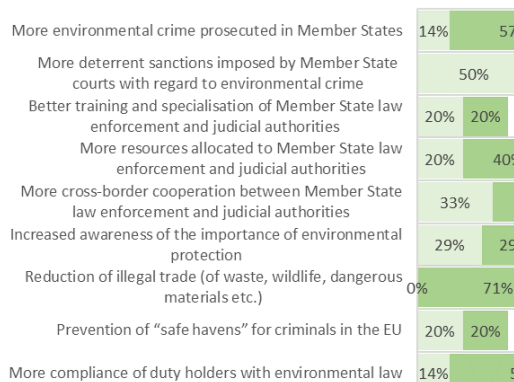 More environmental crime prosecuted in Member States
14%
More deterrent sanctions imposed by Member State
courts with regard to environmental crime
50%
Better training and specialisation of Member State law
enforcement and judicial authorities
20% 20%
More resources allocated to Member State law
enforcement and judicial authorities
20% 40%
More cross-border cooperation between Member State
law enforcement and judicial authorities
33%
Increased awareness of the importance of environmental
protection
29%
Reduction of illegal trade (of waste, wildlife, dangerous
materials etc.)
0% 71%
Prevention of “safe havens” for criminals in the EU
20% 20%
More compliance of duty holders with environmental law
14%